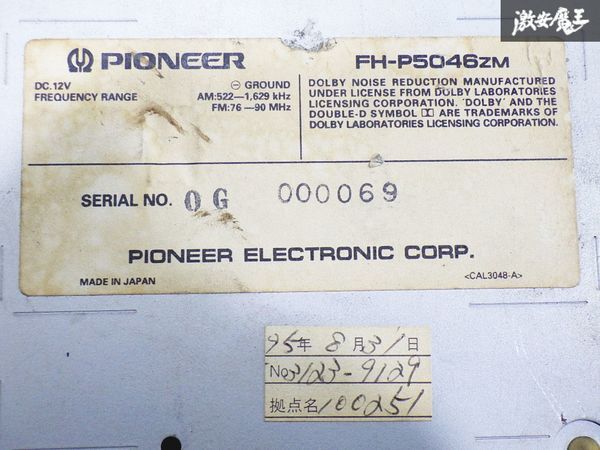 激安魔王
PIONEER
FH-P5046ZM
DC.12V
⊖ GROUND
FREQUENCY RANGE
AM:522—1,629 kHz
FM:76—90 MHz
DOLBY NOISE REDUCTION MANUFACTURED
UNDER LICENSE FROM DOLBY LABORATORIES
LICENSING CORPORATION. "DOLBY" AND THE
DOUBLE-D SYMBOL ARE TRADEMARKS OF
DOLBY LABORATORIES LICENSING CORPORATION.
SERIAL NO. OG 000069
PIONEER ELECTRONIC CORP.
MADE IN JAPAN
<CAL3048-A>
95年 8月31日
No3123-9129
拠点名100251